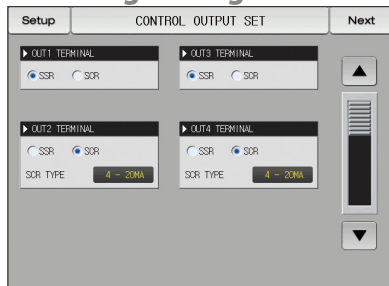 Setup CONTROL OUTPUT SET Next
▶ OUT1 TERMINAL
SSR SCR
▶ OUT3 TERMINAL
SSR SCR
▶ OUT2 TERMINAL
SSR SCR
SCR TYPE 4 - 20MA
▶ OUT4 TERMINAL
SSR SCR
SCR TYPE 4 - 20MA